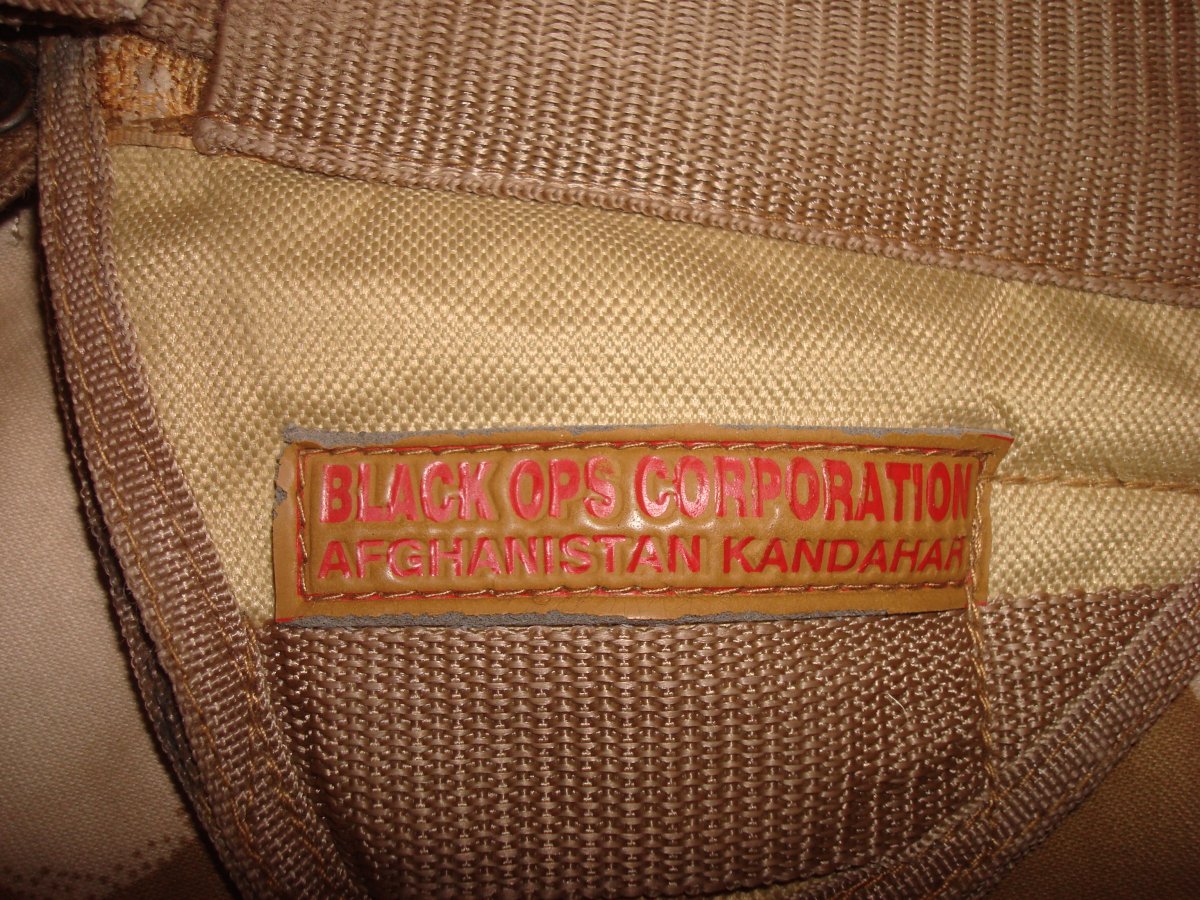 BLACK OPS CORPORATION
AFGHANISTAN KANDAHAR